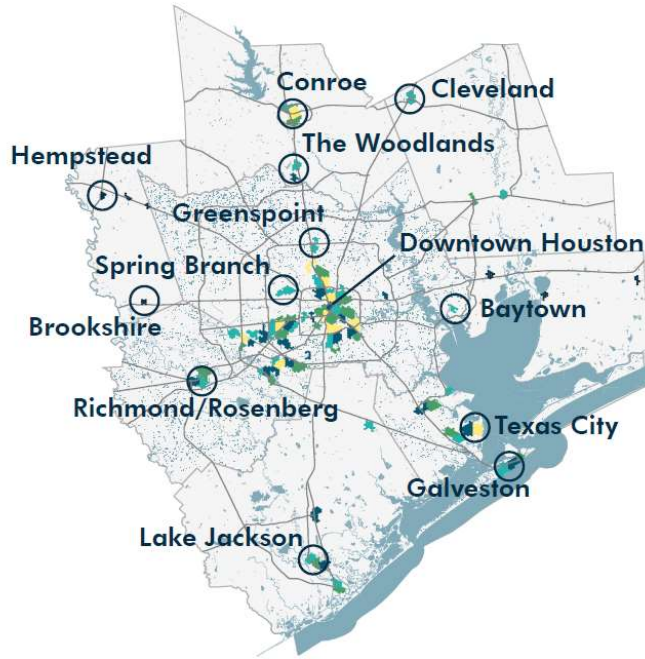 Conroe
Cleveland
The Woodlands
Hempstead
Greenspoint
Downtown Houston
Spring Branch
Brookshire
Baytown
Richmond/Rosenberg
Texas City
Galveston
Lake Jackson